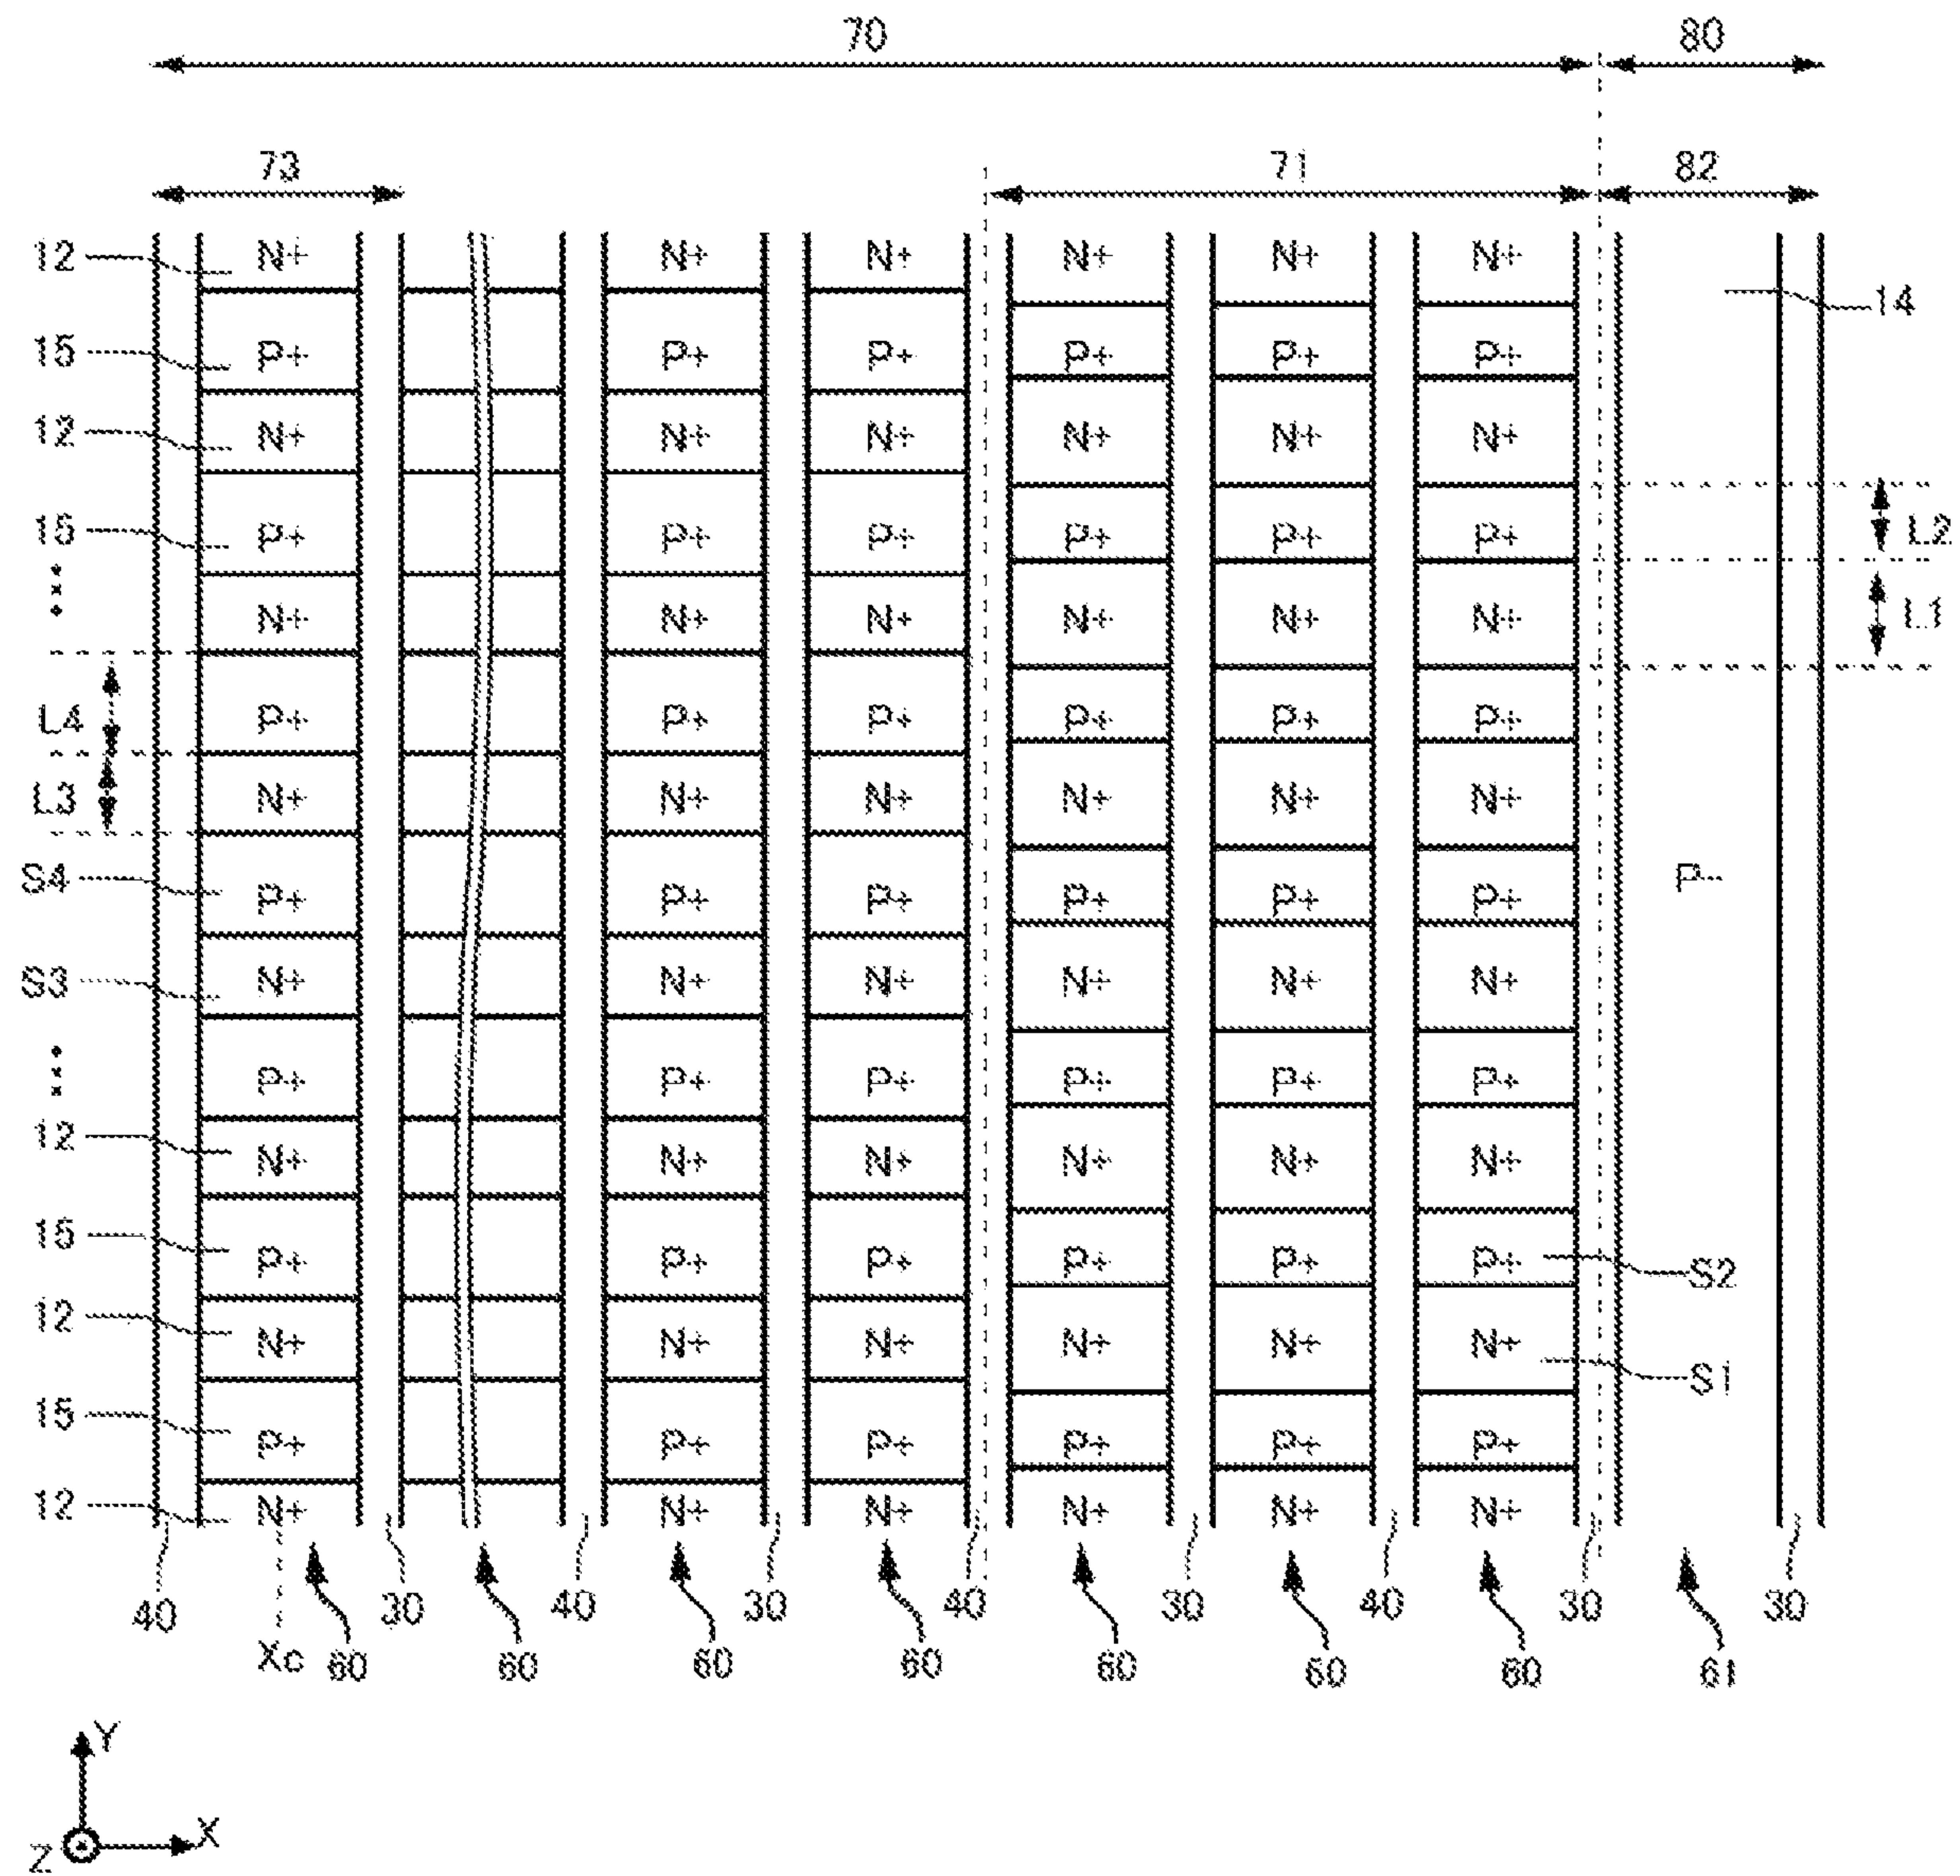 70 80
73 71 82
12 N+ N+ N+ N+ N+ N+
14
15 P+ P+ P+ P+ P+ P+
12 N+ N+ N+ N+ N+ N+
15 P+ P+ P+ P+ P+ P+ L2
... N+ N+ N+ N+ N+ N+ L1
L4 P+ P+ P+ P+ P+ P+
L3 N+ N+ N+ N+ N+ N+
S4 P+ P+ P+ P+ P+ P+ P-
S3 N+ N+ N+ N+ N+ N+
... P+ P+ P+ P+ P+ P+
12 N+ N+ N+ N+ N+ N+
15 P+ P+ P+ P+ P+ P+ S2
12 N+ N+ N+ N+ N+ N+ S1
15 P+ P+ P+ P+ P+ P+
12 N+ N+ N+ N+ N+ N+
40 30 40 30 40 30 40 30 30
Xc 60 60 60 60 60 60 60 61
Y
Z X